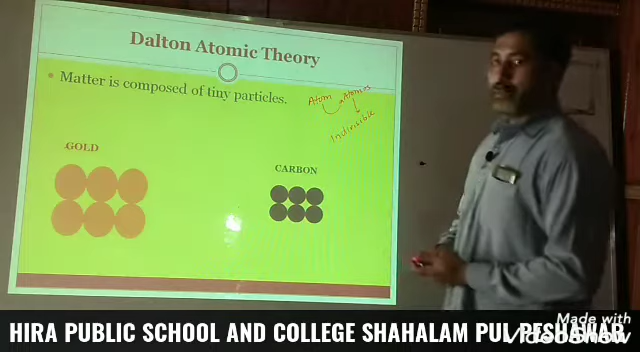 Dalton Atomic Theory
Matter is composed of tiny particles.
Atom Atomos
Indivisible
GOLD
CARBON
Made with
VideoShow
HIRA PUBLIC SCHOOL AND COLLEGE SHAHALAM PUL PESHAWAR